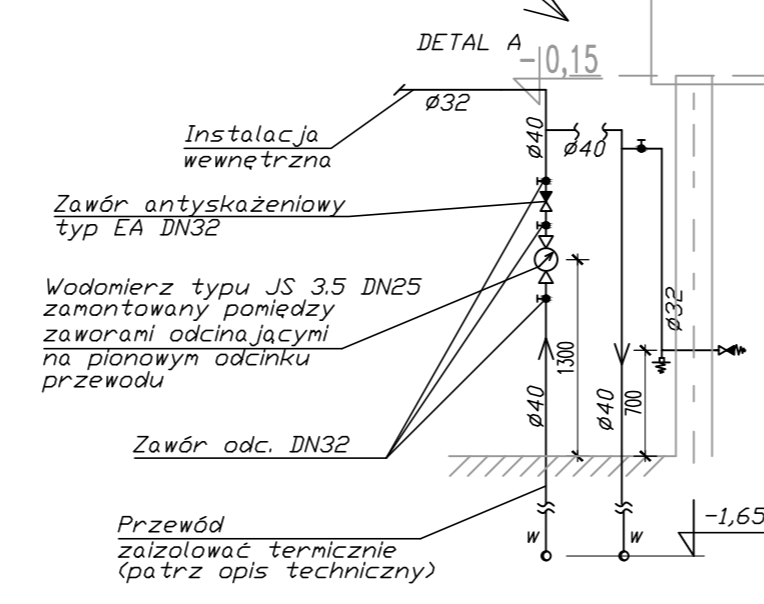 DETAL A
-0,15
ø32
Instalacja
wewnętrzna
ø40
ø40
Zawór antyskażeniowy
typ EA DN32
Wodomierz typu JS 3.5 DN25
zamontowany pomiędzy
zaworami odcinającymi
na pionowym odcinku
przewodu
ø32
1300
700
ø40
ø40
Zawór odc. DN32
Przewód
zaizolować termicznie
(patrz opis techniczny)
w
w
-1,65